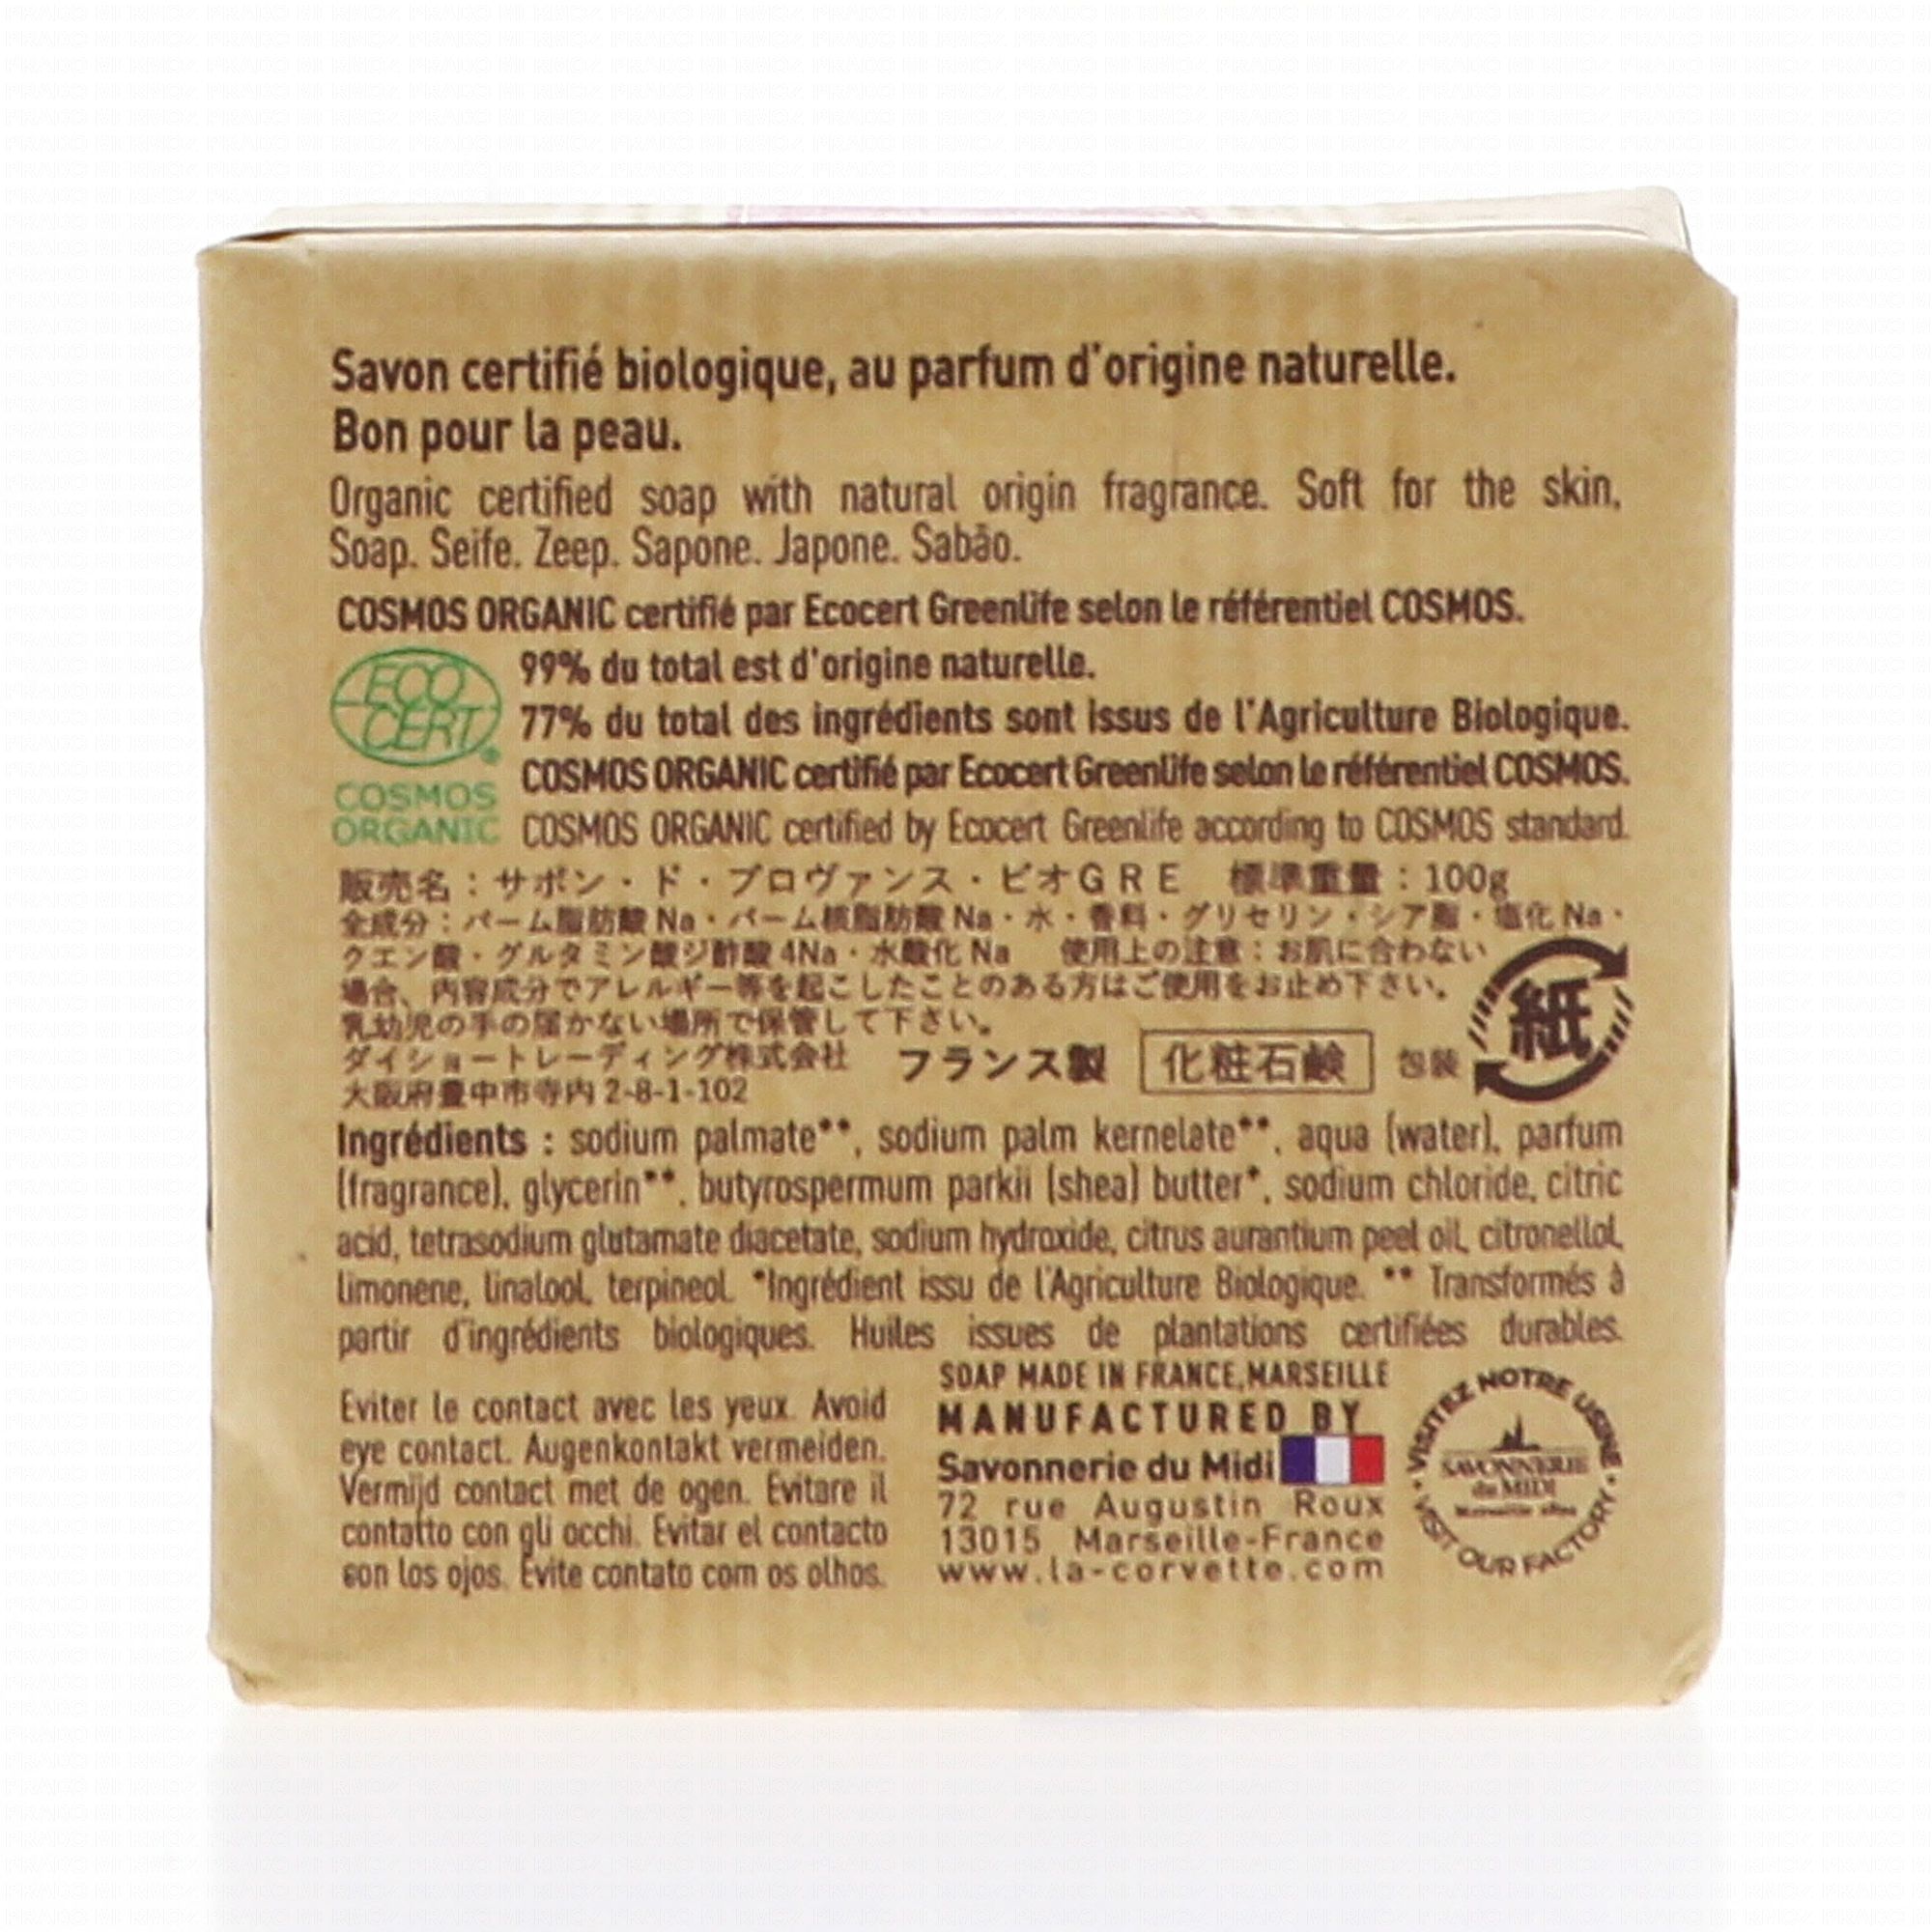 Savon certifié biologique, au parfum d'origine naturelle.
Bon pour la peau.
Organic certified soap with natural origin fragrance. Soft for the skin,
Soap. Seife. Zeep. Sapone. Japone. Sabão.
COSMOS ORGANIC certifié par Ecocert Greenlife selon le référentiel COSMOS.
ECO
CERT®
COSMOS
ORGANIC
99% du total est d'origine naturelle.
77% du total des ingrédients sont issus de l'Agriculture Biologique.
COSMOS ORGANIC certifié par Ecocert Greenlife selon le référentiel COSMOS.
COSMOS ORGANIC certified by Ecocert Greenlife according to COSMOS standard.
販売名：サボン・ド・プロヴァンス・ビオGRE 標準重量：100g
全成分：パーム脂肪酸Na・パーム核脂肪酸Na・水・香料・グリセリン・シア脂・塩化Na・
クエン酸・グルタミン酸ジ酢酸4Na・水酸化Na 使用上の注意：お肌に合わない
場合、内容成分でアレルギー等を起こしたことのある方はご使用をお止め下さい。
乳幼児の手の届かない場所で保管して下さい。
ダイショートレーディング株式会社 フランス製 化粧石鹸 包装 紙
大阪府豊中市寺内2-8-1-102
Ingrédients : sodium palmate**, sodium palm kernelate**, aqua (water), parfum
(fragrance), glycerin**, butyrospermum parkii (shea) butter*, sodium chloride, citric
acid, tetrasodium glutamate diacetate, sodium hydroxide, citrus aurantium peel oil, citronellol,
limonene, linalool, terpineol. *Ingrédient issu de l'Agriculture Biologique. ** Transformés à
partir d'ingrédients biologiques. Huiles issues de plantations certifiées durables.
Eviter le contact avec les yeux. Avoid
eye contact. Augenkontakt vermeiden.
Vermijd contact met de ogen. Evitare il
contatto con gli occhi. Evitar el contacto
con los ojos. Évite contato com os olhos.
SOAP MADE IN FRANCE,MARSEILLE
MANUFACTURED BY
Savonnerie du Midi
72 rue Augustin Roux
13015 Marseille-France
www.la-corvette.com
VISITEZ NOTRE USINE
SAVONNERIE
du MIDI
VISIT OUR FACTORY